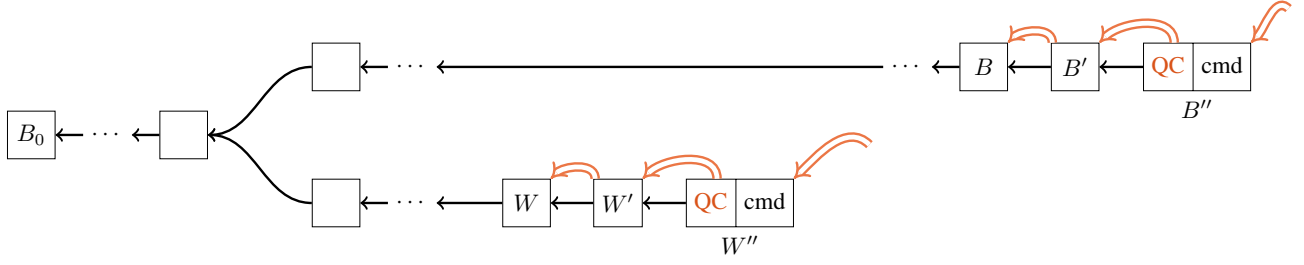 ··· ··· B B′ QC cmd
B″
B₀ ···
··· W W′ QC cmd
W″